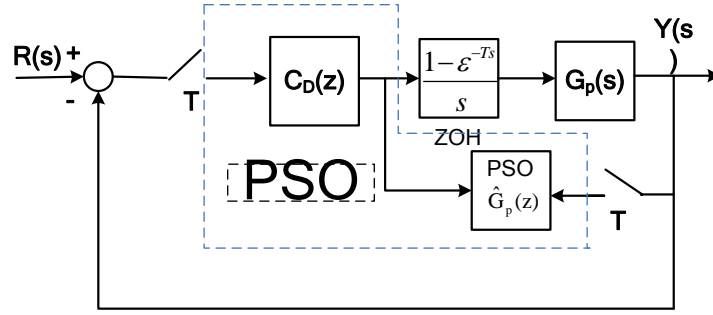 Y(s
)
R(s) +
-
T
C_D(z)
1-ε^{-Ts}
s
ZOH
G_p(s)
PSO
PSO
Ĝ_p(z)
T